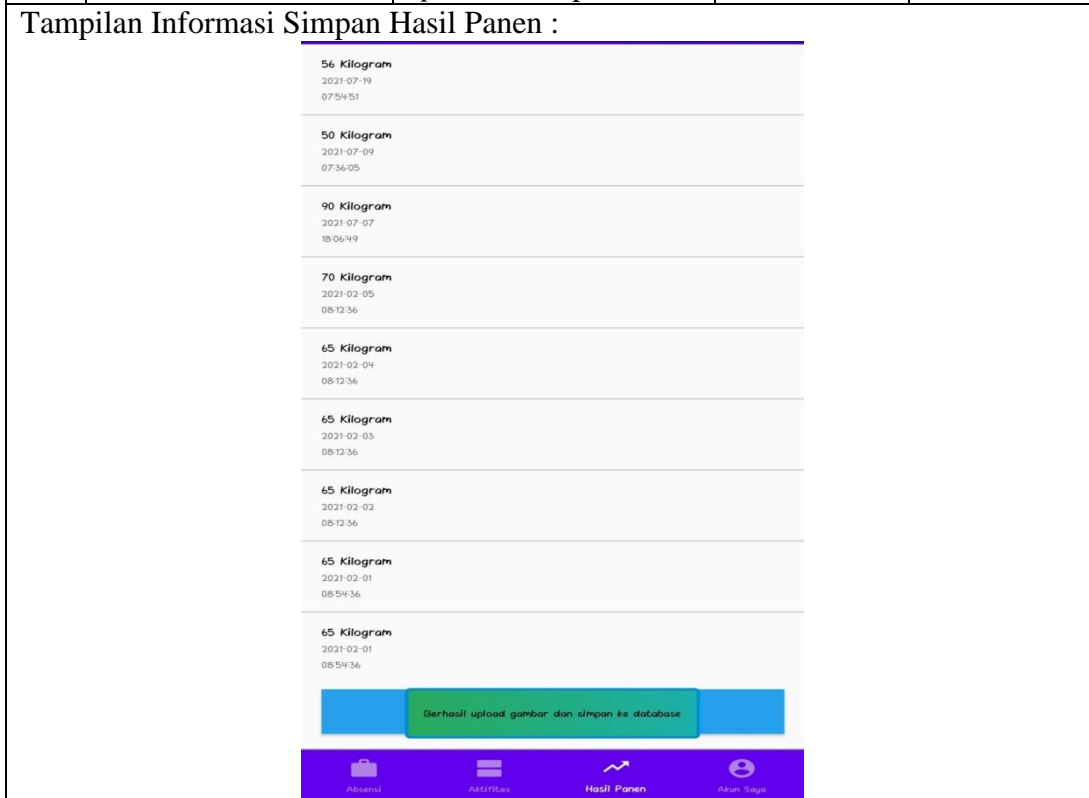 Tampilan Informasi Simpan Hasil Panen :
56 Kilogram
2021-07-19
07:54:51
50 Kilogram
2021-07-09
07:36:05
90 Kilogram
2021-07-07
18:06:49
70 Kilogram
2021-02-05
08:12:36
65 Kilogram
2021-02-04
08:12:36
65 Kilogram
2021-02-03
08:12:36
65 Kilogram
2021-02-02
08:12:36
65 Kilogram
2021-02-01
08:54:36
65 Kilogram
2021-02-01
08:54:36
Berhasil upload gambar dan simpan ke database
Absensi Aktifitas Hasil Panen Akun Saya